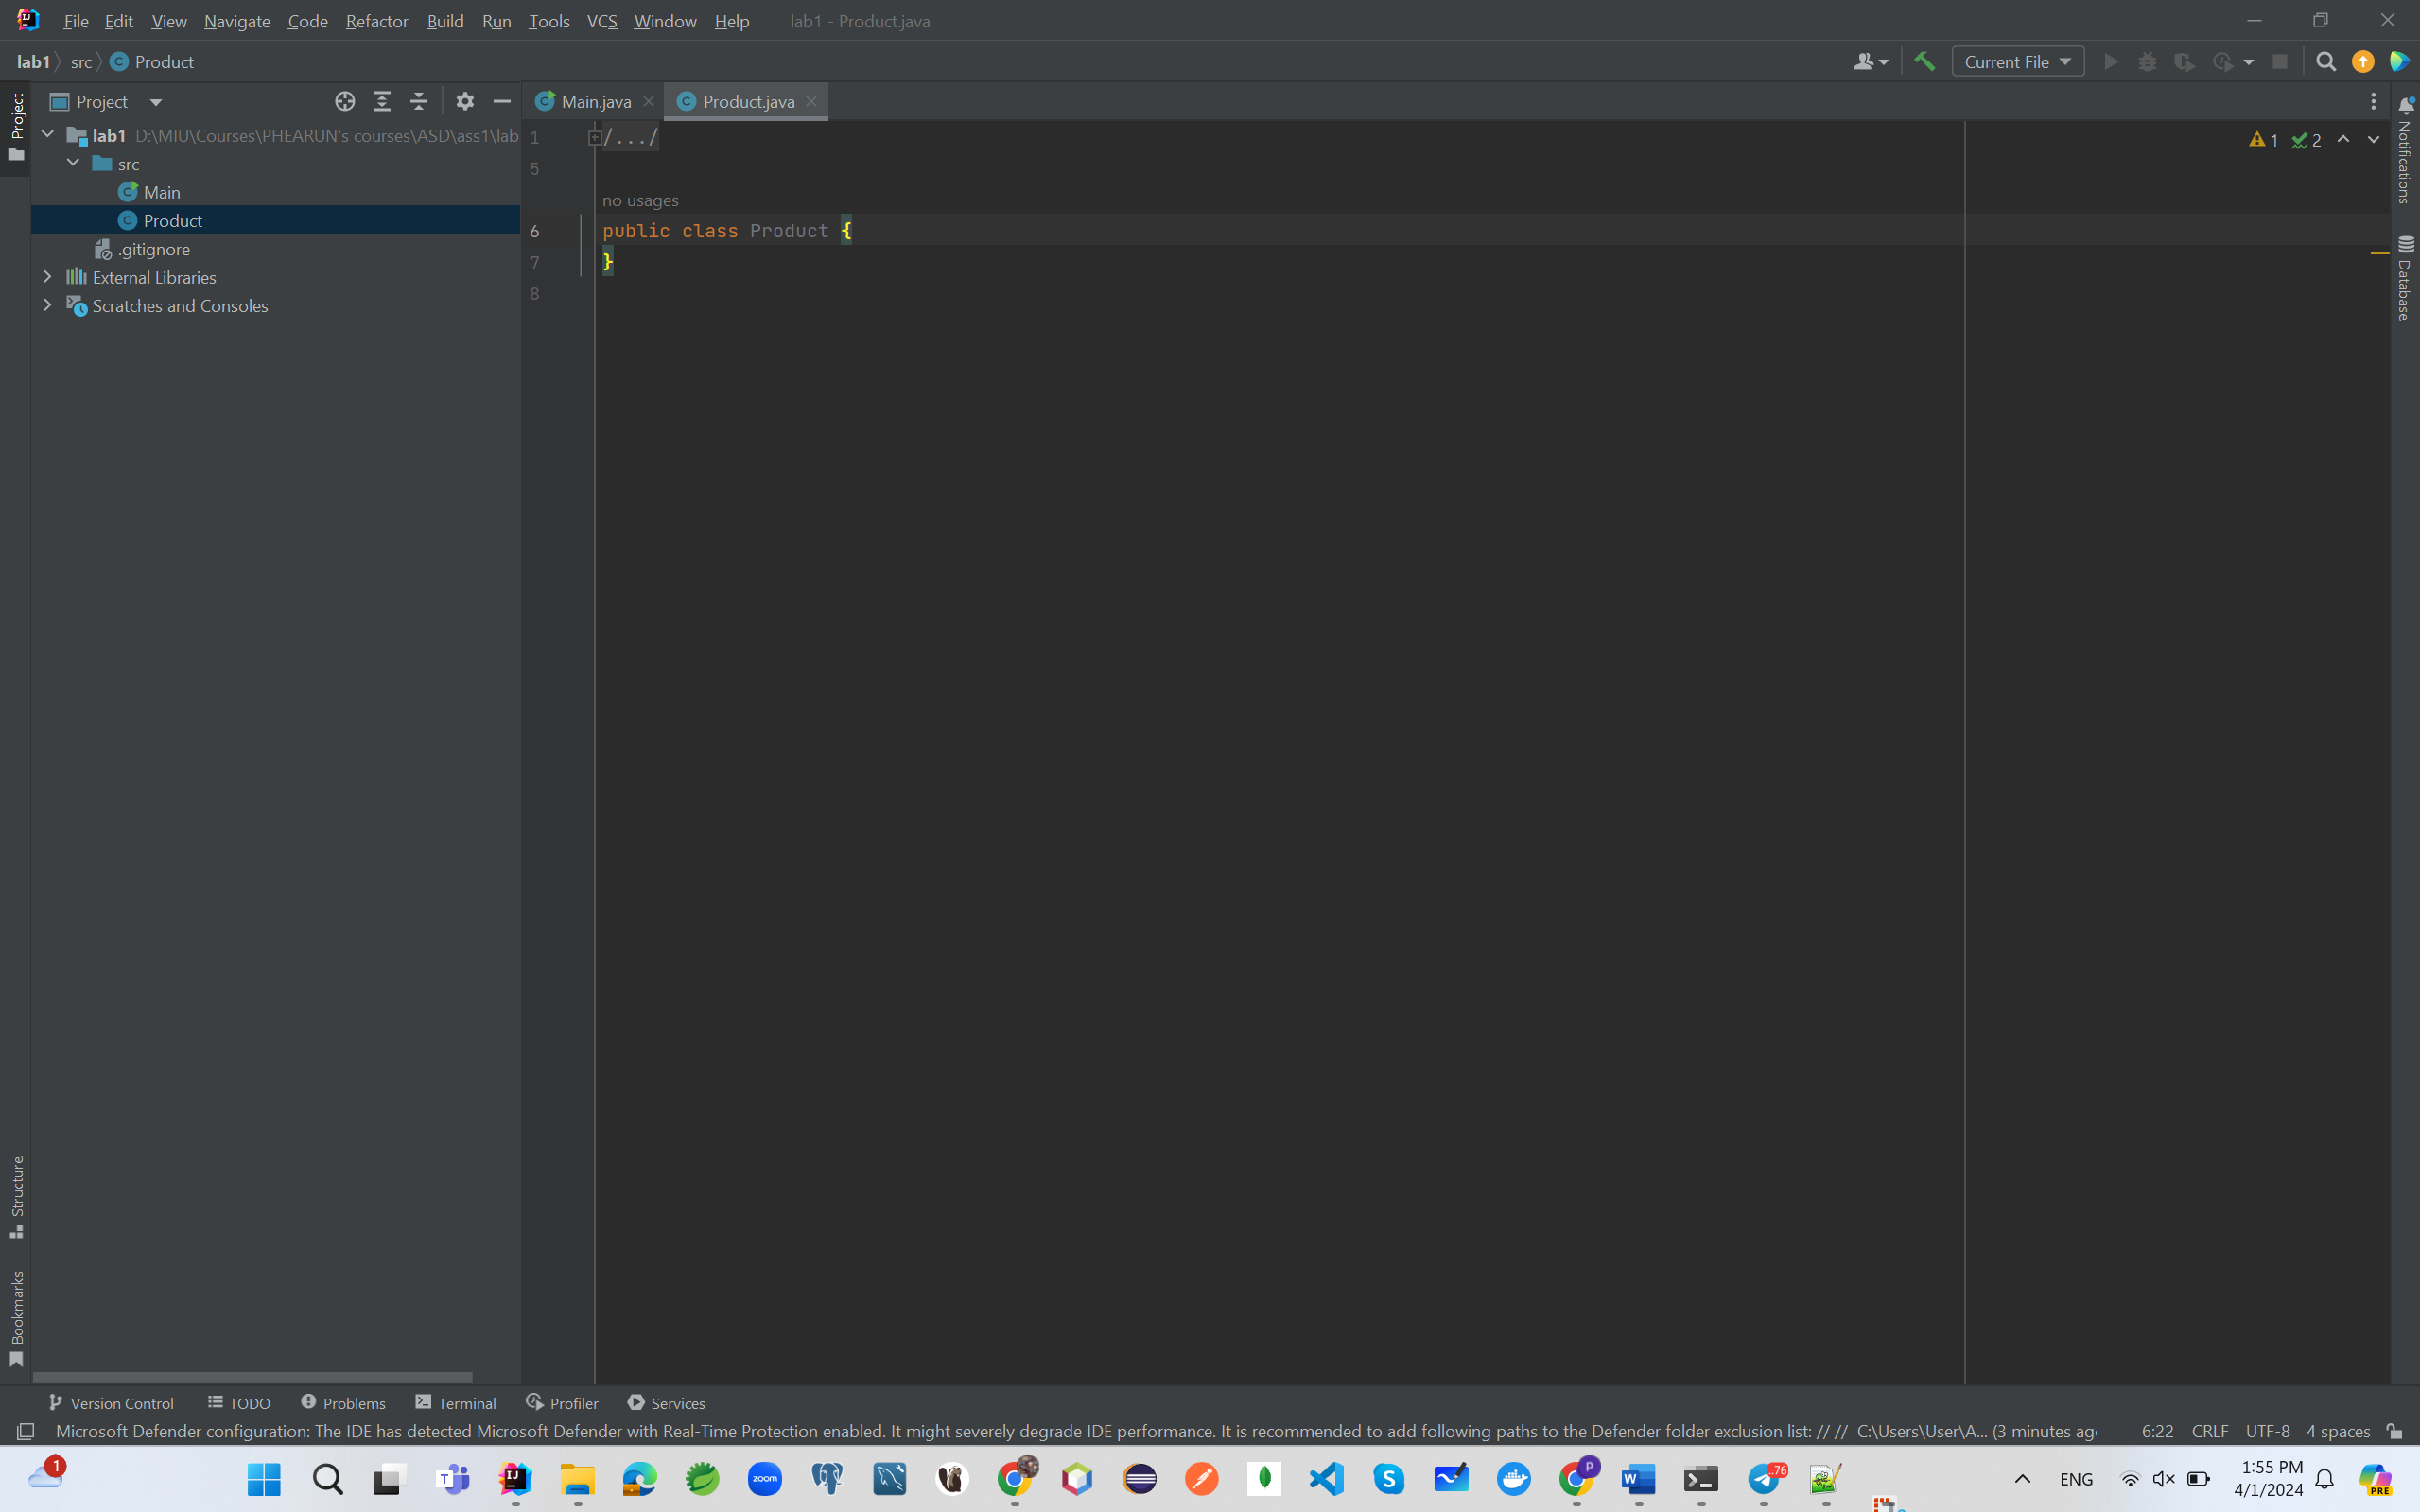 File Edit View Navigate Code Refactor Build Run Tools VCS Window Help lab1 - Product.java
lab1 src Product
Current File
Project
Main.java Product.java
lab1 D:\MIU\Courses\PHEARUN's courses\ASD\ass1\lab
src
Main
Product
.gitignore
External Libraries
Scratches and Consoles
Project
Structure
Bookmarks
1 /.../
5
no usages
6 public class Product {
7 }
8
1 2
Notifications
Database
Version Control TODO Problems Terminal Profiler Services
Microsoft Defender configuration: The IDE has detected Microsoft Defender with Real-Time Protection enabled. It might severely degrade IDE performance. It is recommended to add following paths to the Defender folder exclusion list: // // C:\Users\User\A... (3 minutes ag
6:22 CRLF UTF-8 4 spaces
1
zoom
P
..76
ENG
1:55 PM
4/1/2024
PRE